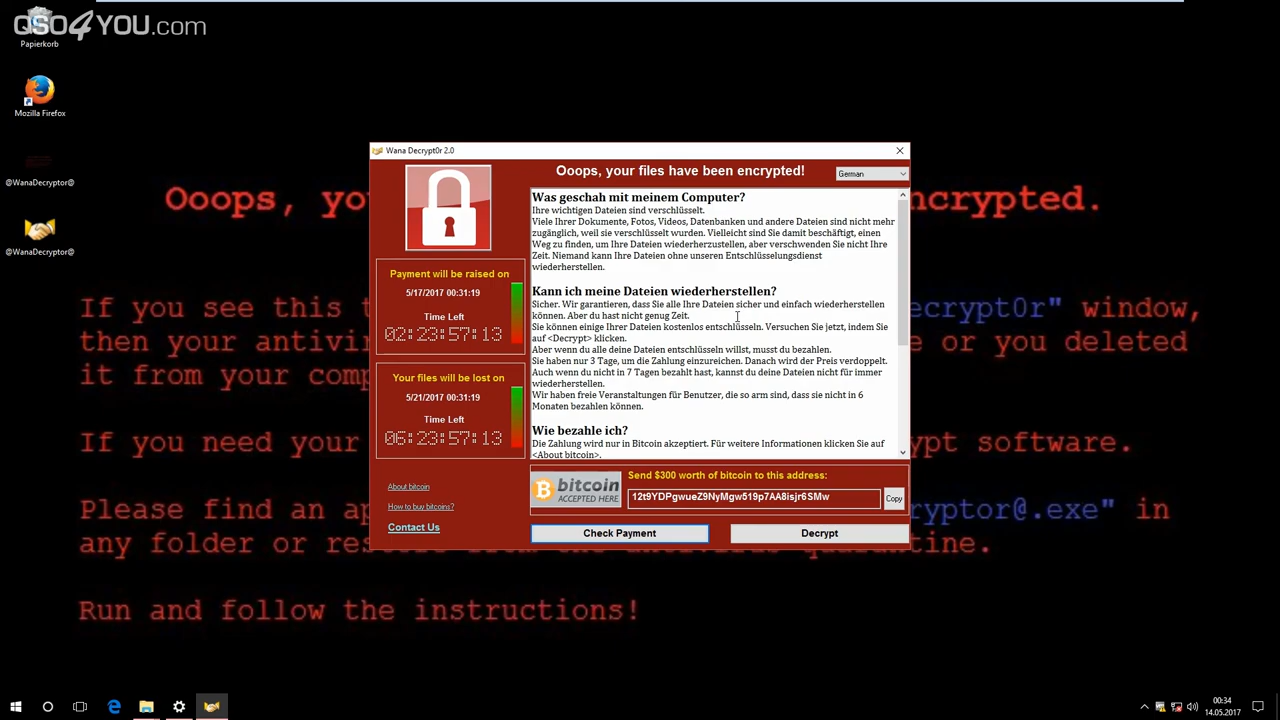 QSO4YOU.com
Papierkorb
Mozilla Firefox
@WanaDecryptor@
@WanaDecryptor@
Ooops, yo
crypted.
If you see this t
ecrypt0r" window,
then your antivir
e or you deleted
it from your comp
If you need your
ypt software.
Please find an ap
ryptor@.exe" in
any folder or res
antine.
Run and follow the instructions!
Wana Decrypt0r 2.0
Ooops, your files have been encrypted!
German
Payment will be raised on
5/17/2017 00:31:19
Time Left
02:23:57:13
Your files will be lost on
5/21/2017 00:31:19
Time Left
06:23:57:13
About bitcoin
How to buy bitcoins?
Contact Us
Was geschah mit meinem Computer?
Ihre wichtigen Dateien sind verschlüsselt.
Viele Ihrer Dokumente, Fotos, Videos, Datenbanken und andere Dateien sind nicht mehr
zugänglich, weil sie verschlüsselt wurden. Vielleicht sind Sie damit beschäftigt, einen
Weg zu finden, um Ihre Dateien wiederherzustellen, aber verschwenden Sie nicht Ihre
Zeit. Niemand kann Ihre Dateien ohne unseren Entschlüsselungsdienst
wiederherstellen.
Kann ich meine Dateien wiederherstellen?
Sicher. Wir garantieren, dass Sie alle Ihre Dateien sicher und einfach wiederherstellen
können. Aber du hast nicht genug Zeit.
Sie können einige Ihrer Dateien kostenlos entschlüsseln. Versuchen Sie jetzt, indem Sie
auf <Decrypt> klicken.
Aber wenn du alle deine Dateien entschlüsseln willst, musst du bezahlen.
Sie haben nur 3 Tage, um die Zahlung einzureichen. Danach wird der Preis verdoppelt.
Auch wenn du nicht in 7 Tagen bezahlt hast, kannst du deine Dateien nicht für immer
wiederherstellen.
Wir haben freie Veranstaltungen für Benutzer, die so arm sind, dass sie nicht in 6
Monaten bezahlen können.
Wie bezahle ich?
Die Zahlung wird nur in Bitcoin akzeptiert. Für weitere Informationen klicken Sie auf
<About bitcoin>.
bitcoin
ACCEPTED HERE
Send $300 worth of bitcoin to this address:
12t9YDPgwueZ9NyMgw519p7AA8isjr6SMw
Copy
Check Payment
Decrypt
00:34
14.05.2017